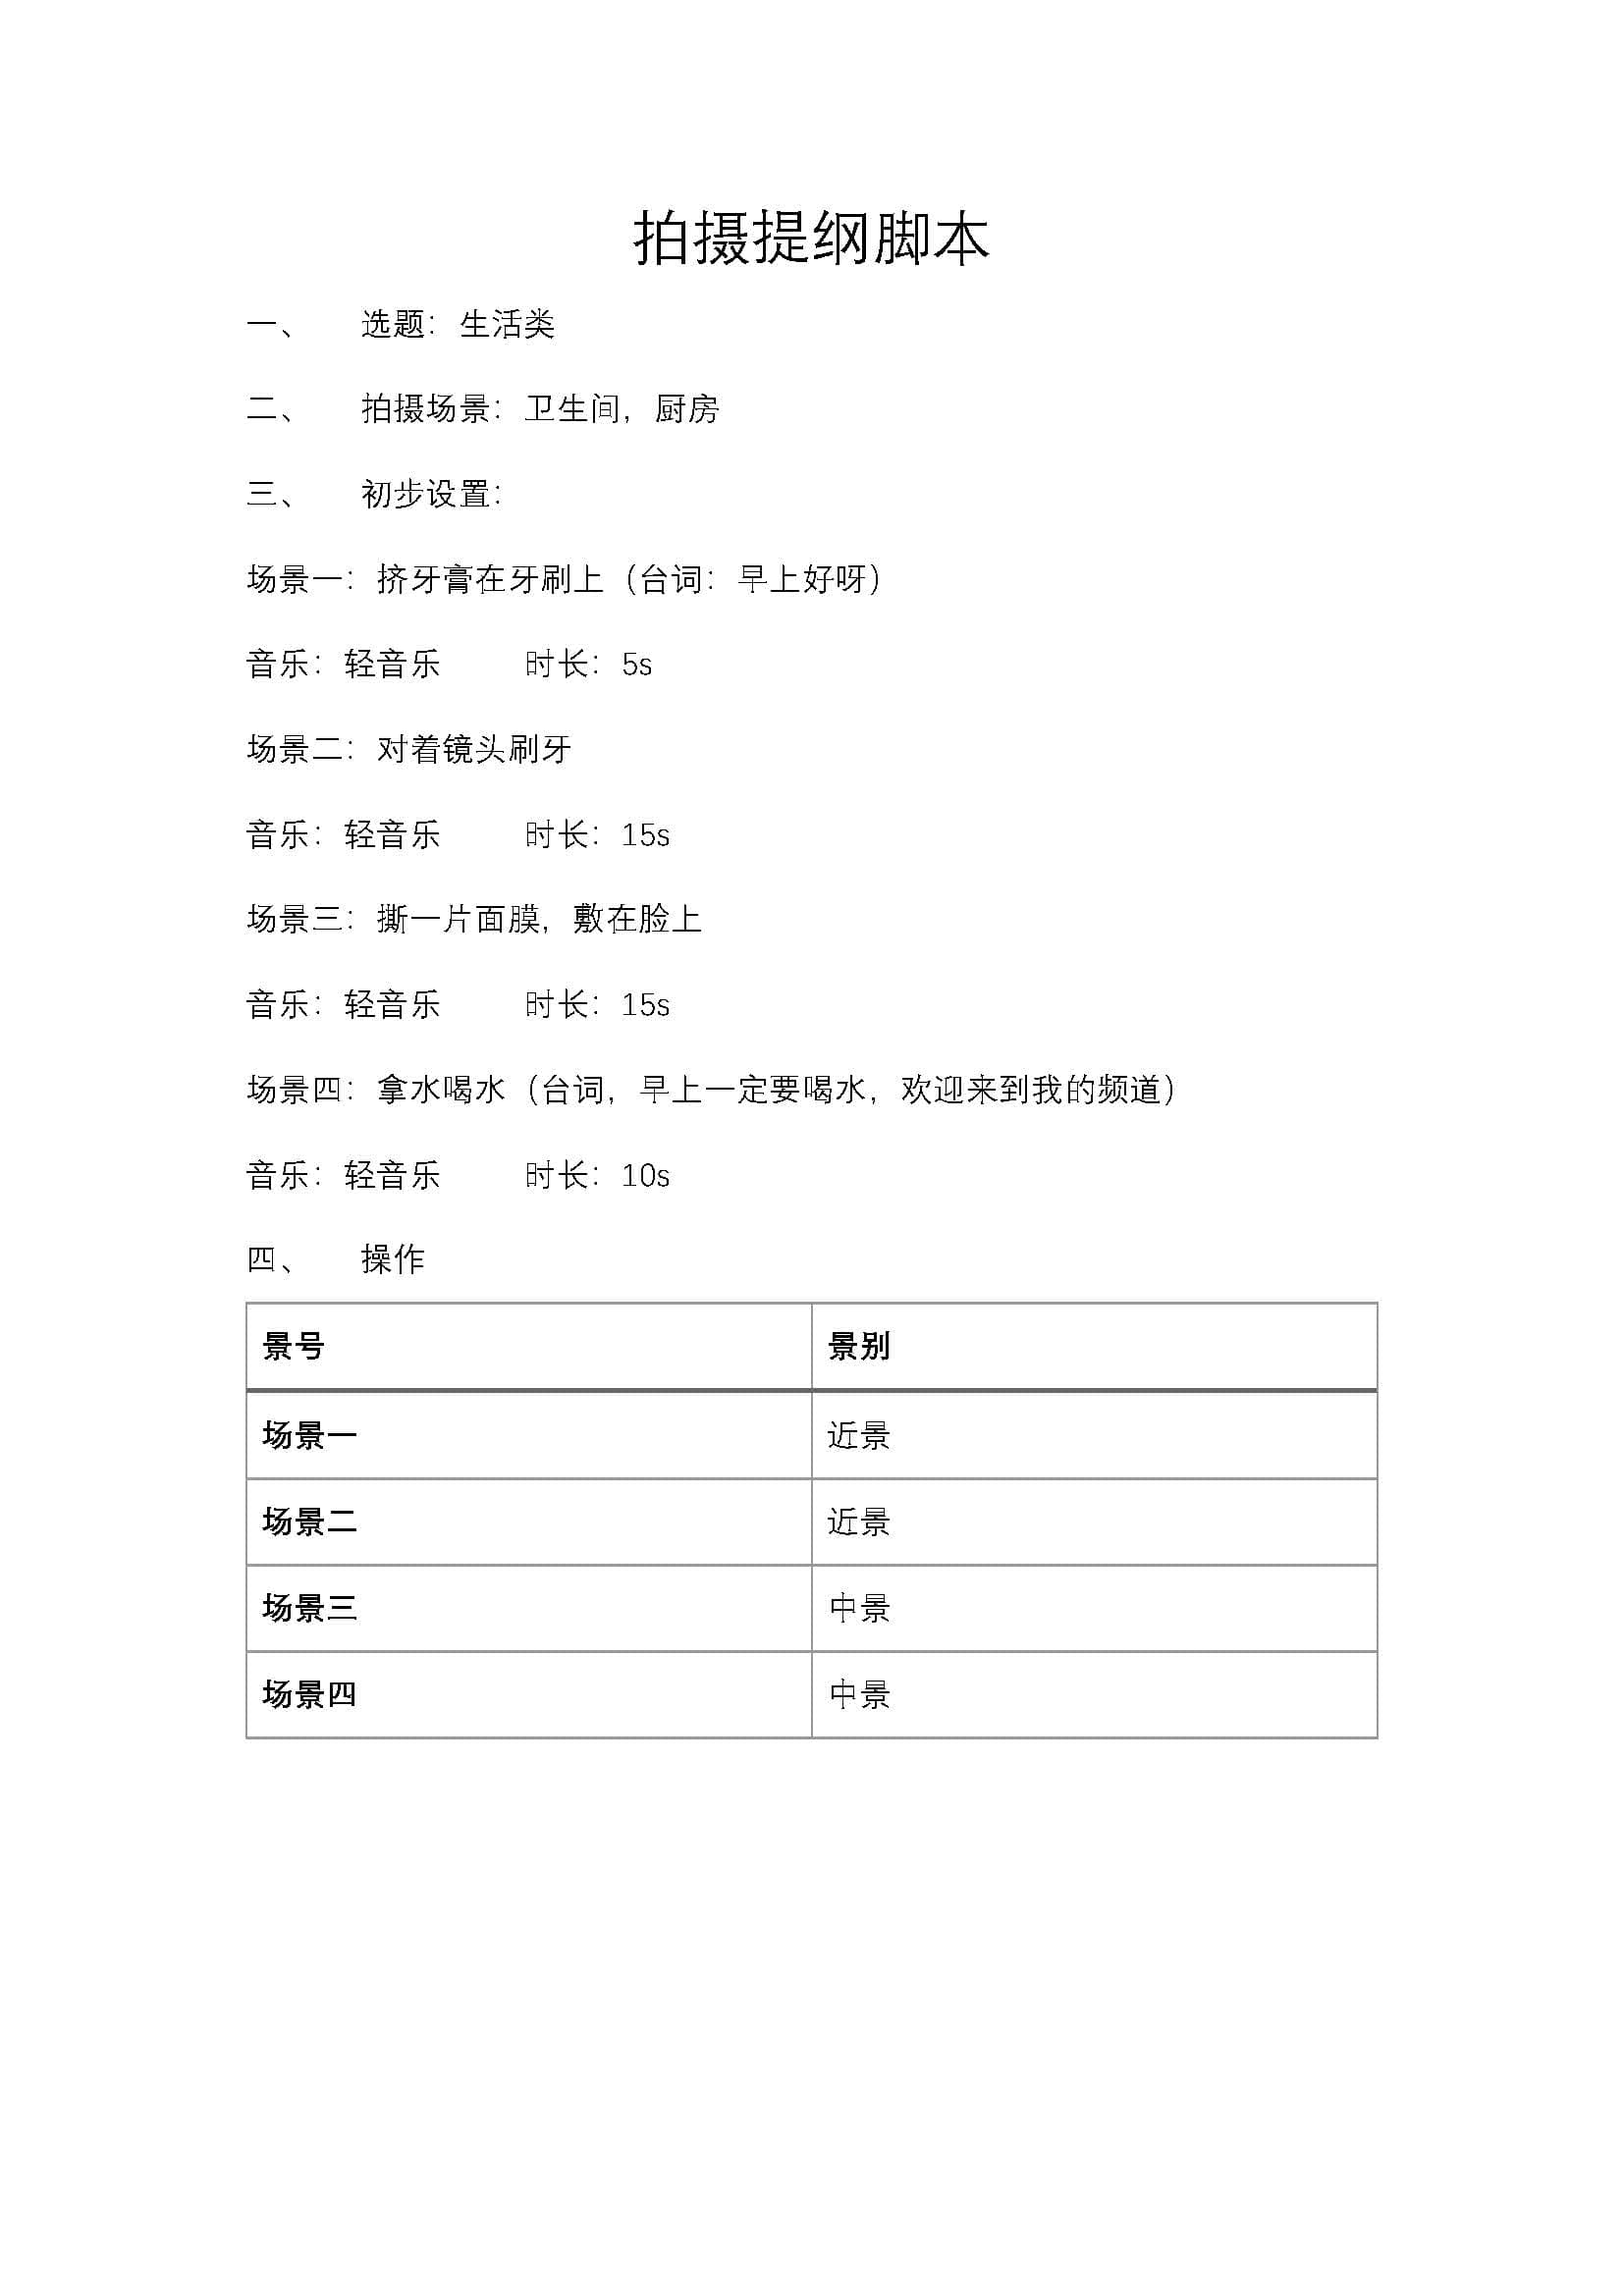 拍摄提纲脚本
一、 选题：生活类
二、 拍摄场景：卫生间，厨房
三、 初步设置：
场景一：挤牙膏在牙刷上（台词：早上好呀）
音乐：轻音乐 时长：5s
场景二：对着镜头刷牙
音乐：轻音乐 时长：15s
场景三：撕一片面膜，敷在脸上
音乐：轻音乐 时长：15s
场景四：拿水喝水（台词，早上一定要喝水，欢迎来到我的频道）
音乐：轻音乐 时长：10s
四、 操作
景号 景别
场景一 近景
场景二 近景
场景三 中景
场景四 中景